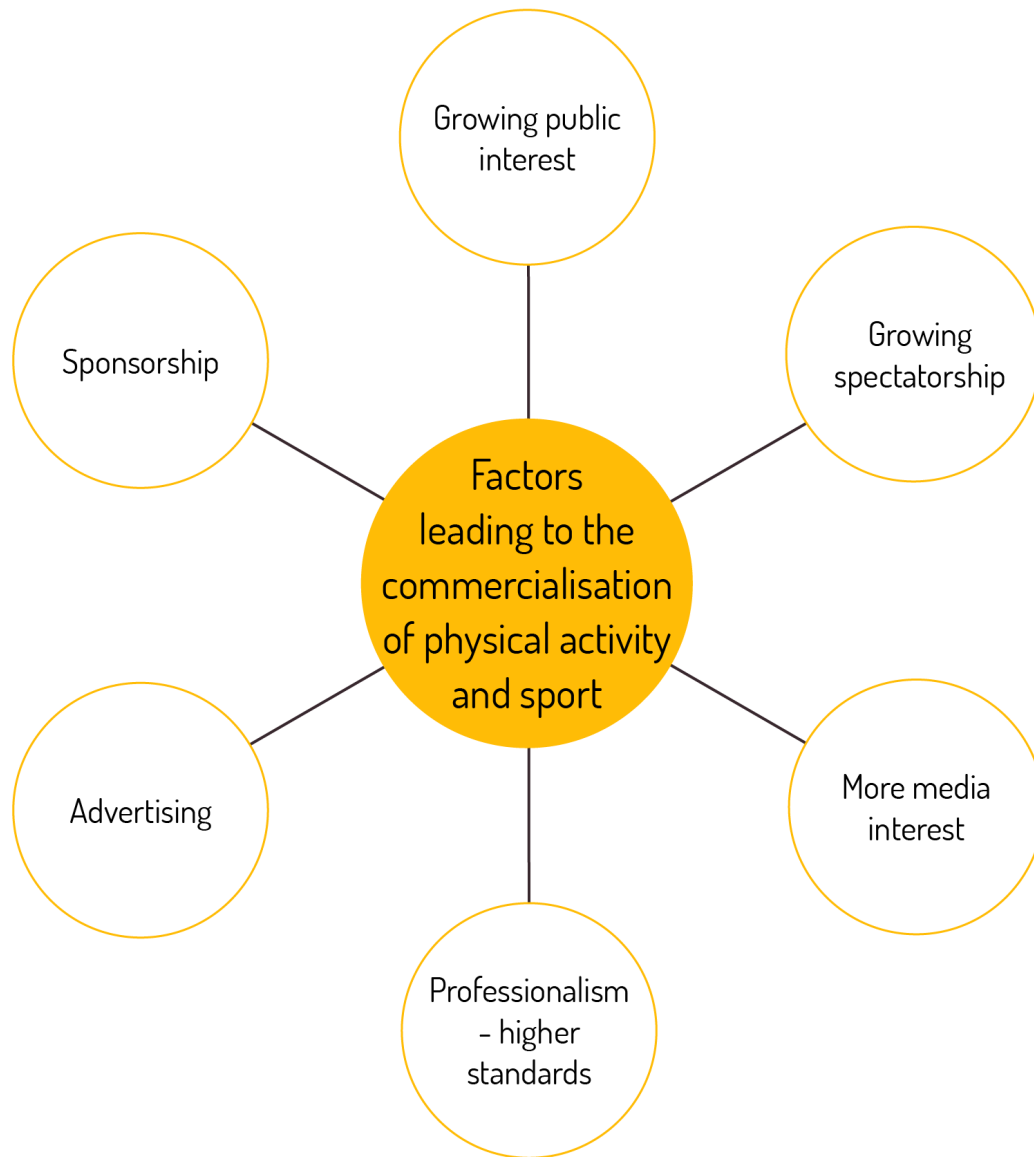 Growing public
interest
Growing
spectatorship
Sponsorship
Factors
leading to the
commercialisation
of physical activity
and sport
More media
interest
Advertising
Professionalism
- higher
standards